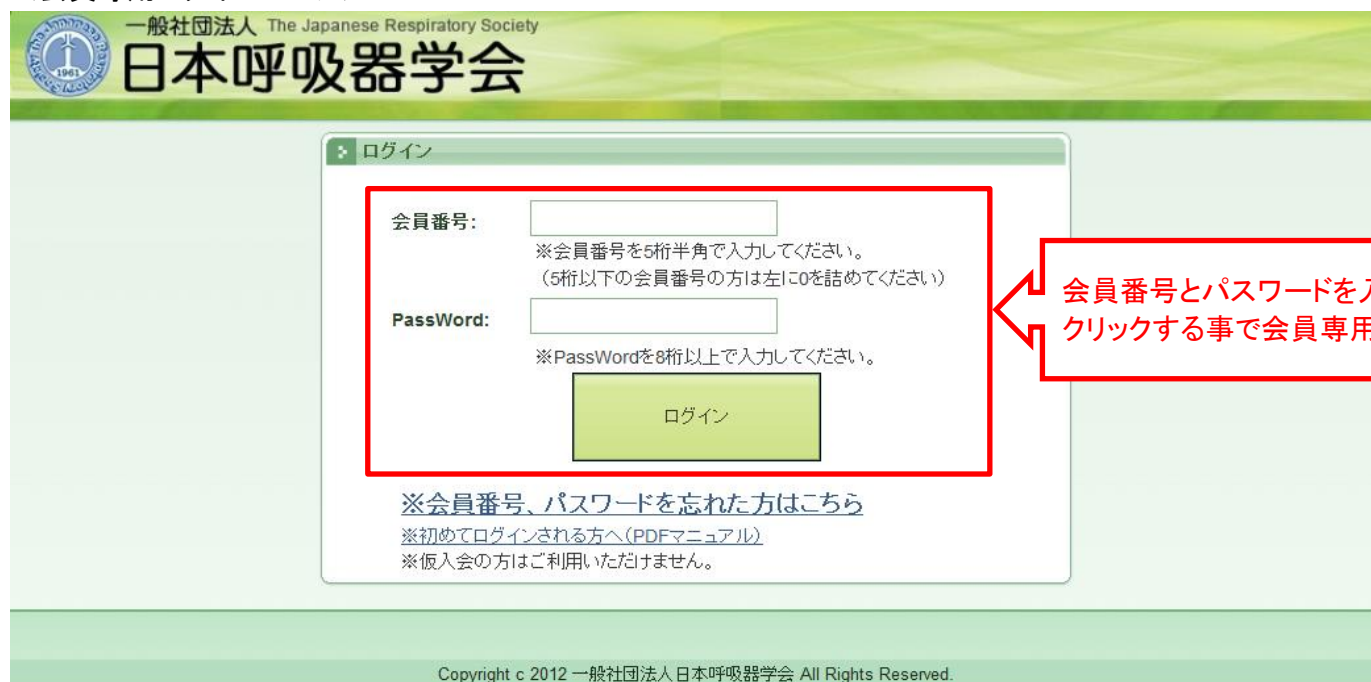 一般社団法人 The Japanese Respiratory Society
日本呼吸器学会
1961
ログイン
会員番号:
※会員番号を5桁半角で入力してください。
(5桁以下の会員番号の方は左に0を詰めてください)
PassWord:
※PassWordを8桁以上で入力してください。
ログイン
会員番号とパスワードを
クリックする事で会員専用
※会員番号、パスワードを忘れた方はこちら
※初めてログインされる方へ(PDFマニュアル)
※仮入会の方はご利用いただけません。
Copyright c 2012 一般社団法人日本呼吸器学会 All Rights Reserved.